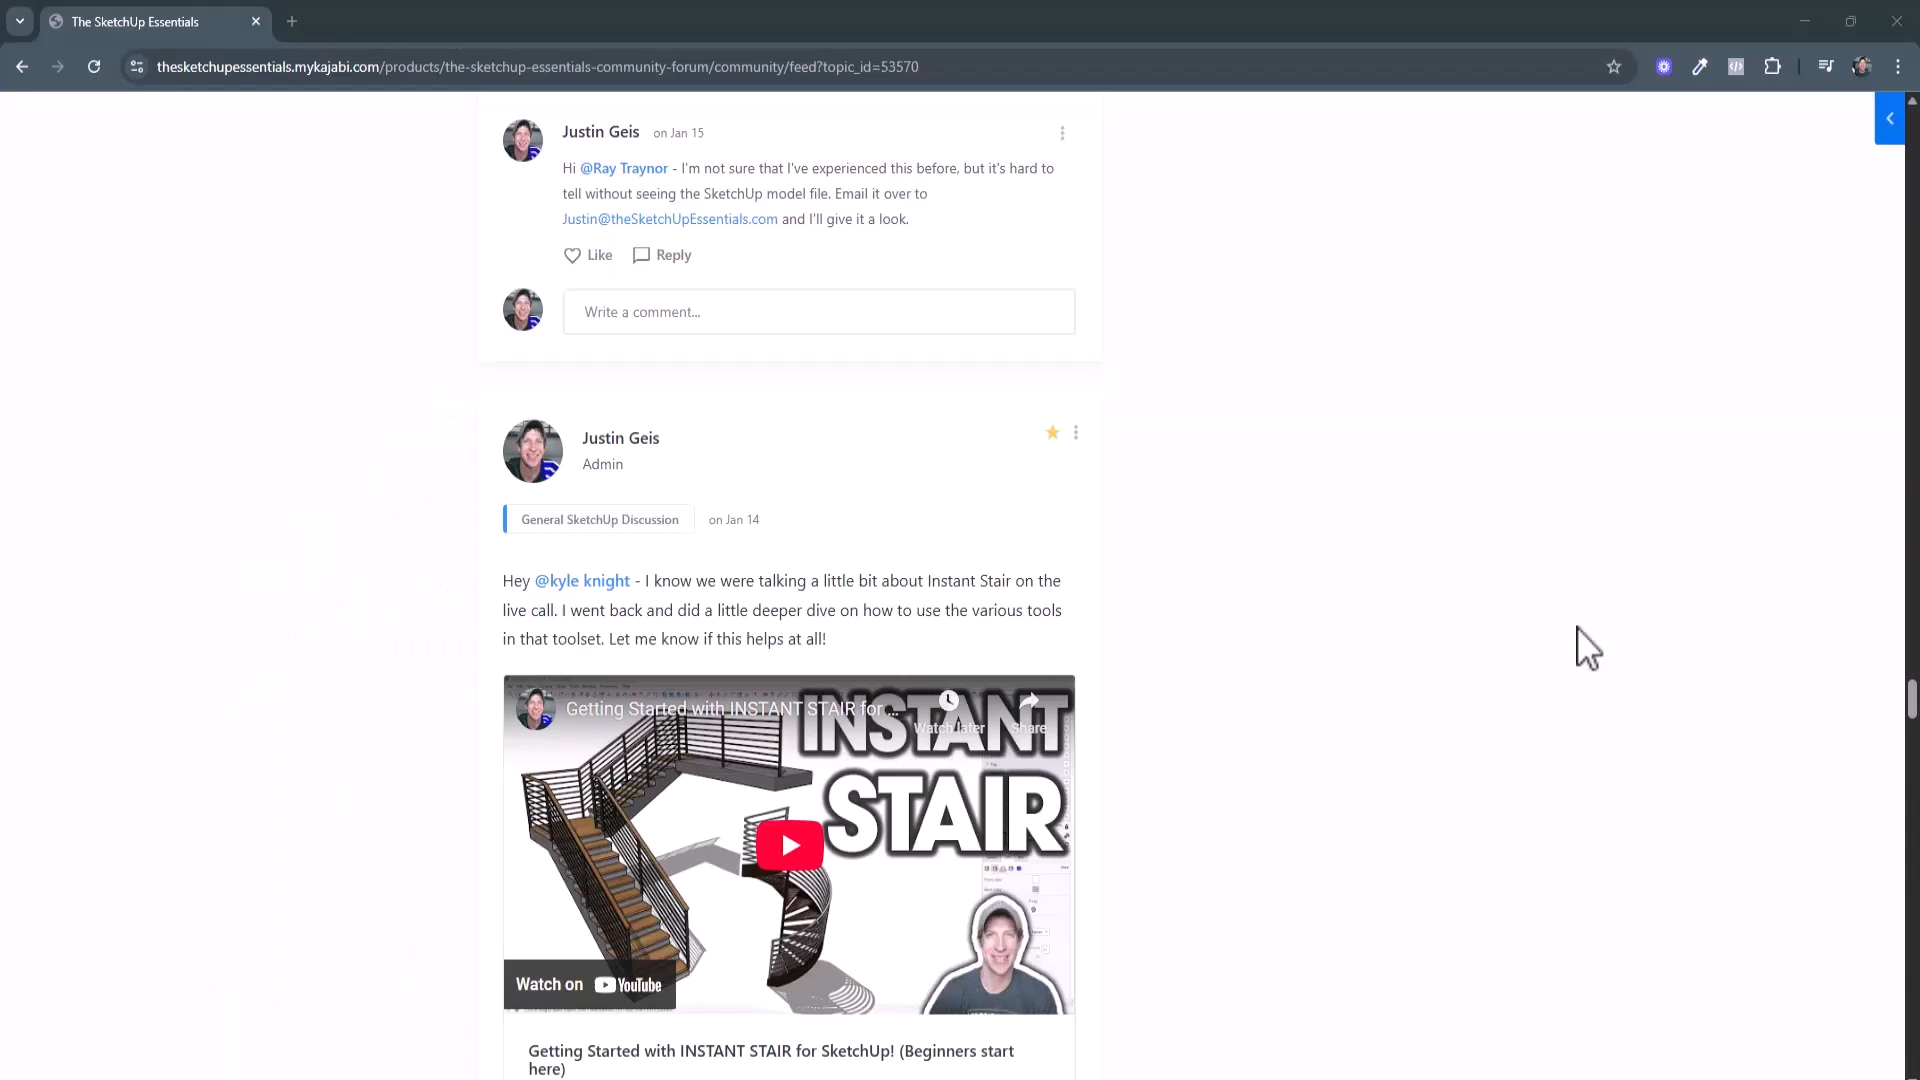 The SketchUp Essentials
thesketchupessentials.mykajabi.com/products/the-sketchup-essentials-community-forum/community/feed?topic_id=53570
Justin Geis on Jan 15
Hi @Ray Traynor - I'm not sure that I've experienced this before, but it's hard to
tell without seeing the SketchUp model file. Email it over to
Justin@theSketchUpEssentials.com and I'll give it a look.
Like Reply
Write a comment...
Justin Geis
Admin
General SketchUp Discussion on Jan 14
Hey @kyle knight - I know we were talking a little bit about Instant Stair on the
live call. I went back and did a little deeper dive on how to use the various tools
in that toolset. Let me know if this helps at all!
Getting Started with INSTANT STAIR for ...
Watch later Share
INSTANT
STAIR
Watch on YouTube
Getting Started with INSTANT STAIR for SketchUp! (Beginners start
here)